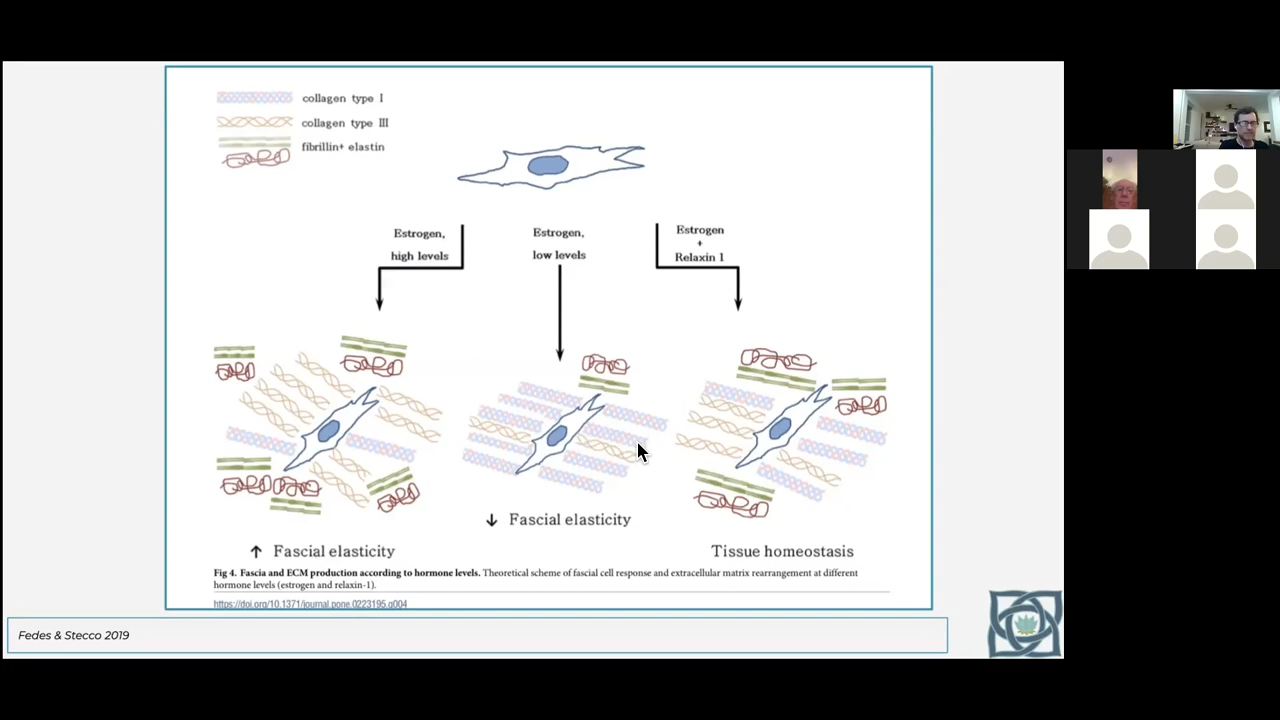 collagen type I
collagen type III
fibrillin+ elastin
Estrogen,
high levels
Estrogen,
low levels
Estrogen
+
Relaxin 1
↓ Fascial elasticity
↑ Fascial elasticity
Tissue homeostasis
Fig 4. Fascia and ECM production according to hormone levels. Theoretical scheme of fascial cell response and extracellular matrix rearrangement at different
hormone levels (estrogen and relaxin-1).
https://doi.org/10.1371/journal.pone.0223195.g004
Fedes & Stecco 2019